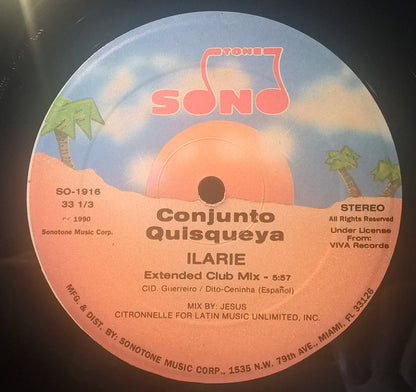 TONE
SONO
SO-1916
33 1/3
1990
Sonotone Music Corp.
STEREO
All Rights Reserved
Under License
From:
VIVA Records
Conjunto
Quisqueya
ILARIE
Extended Club Mix - 5:57
CID. Guerreiro / Dito-Ceninha (Español)
MIX BY: JESUS
CITRONNELLE FOR LATIN MUSIC UNLIMITED, INC.
MFG. & DIST. BY: SONOTONE MUSIC CORP., 1535 N.W. 79th AVE., MIAMI, FL 33126